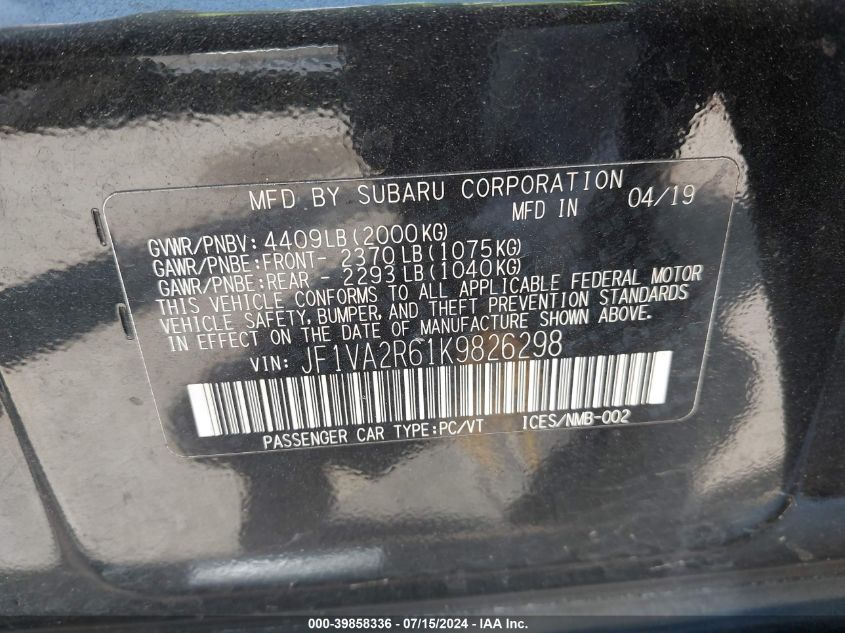 MFD BY SUBARU CORPORATION
MFD IN 04/19
GVWR/PNBV: 4409LB(2000KG)
GAWR/PNBE:FRONT- 2370LB(1075KG)
GAWR/PNBE:REAR - 2293LB(1040KG)
THIS VEHICLE CONFORMS TO ALL APPLICABLE FEDERAL MOTOR
VEHICLE SAFETY, BUMPER, AND THEFT PREVENTION STANDARDS
IN EFFECT ON THE DATE OF MANUFACTURE SHOWN ABOVE.
VIN: JF1VA2R61K9826298
PASSENGER CAR TYPE:PC/VT ICES/NMB-002
000-39858336 - 07/15/2024 - IAA Inc.